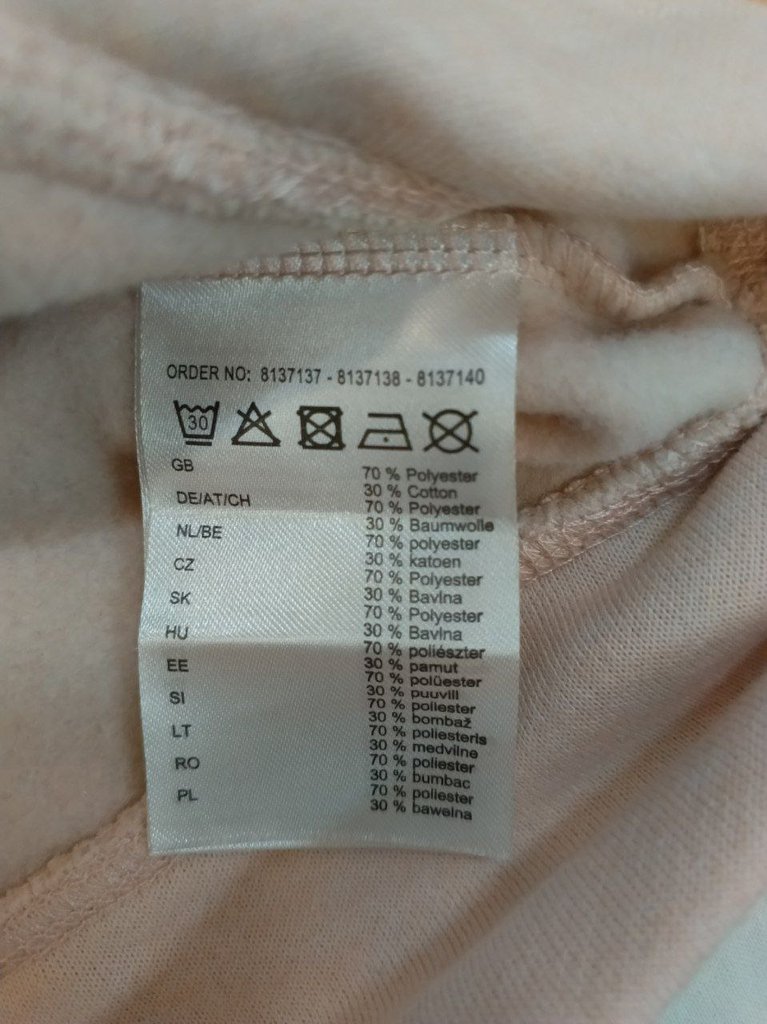 ORDER NO: 8137137 - 8137138 - 8137140
30
GB
70 % Polyester
30 % Cotton
DE/AT/CH
70 % Polyester
30 % Baumwolle
NL/BE
70 % polyester
30 % katoen
CZ
70 % Polyester
30 % Bavlna
SK
70 % Polyester
30 % Bavlna
HU
70 % poliészter
30 % pamut
EE
70 % polüester
30 % puuvill
SI
70 % poliester
30 % bombaž
LT
70 % poliesteris
30 % medvilne
RO
70 % poliester
30 % bumbac
PL
70 % poliester
30 % bawelna